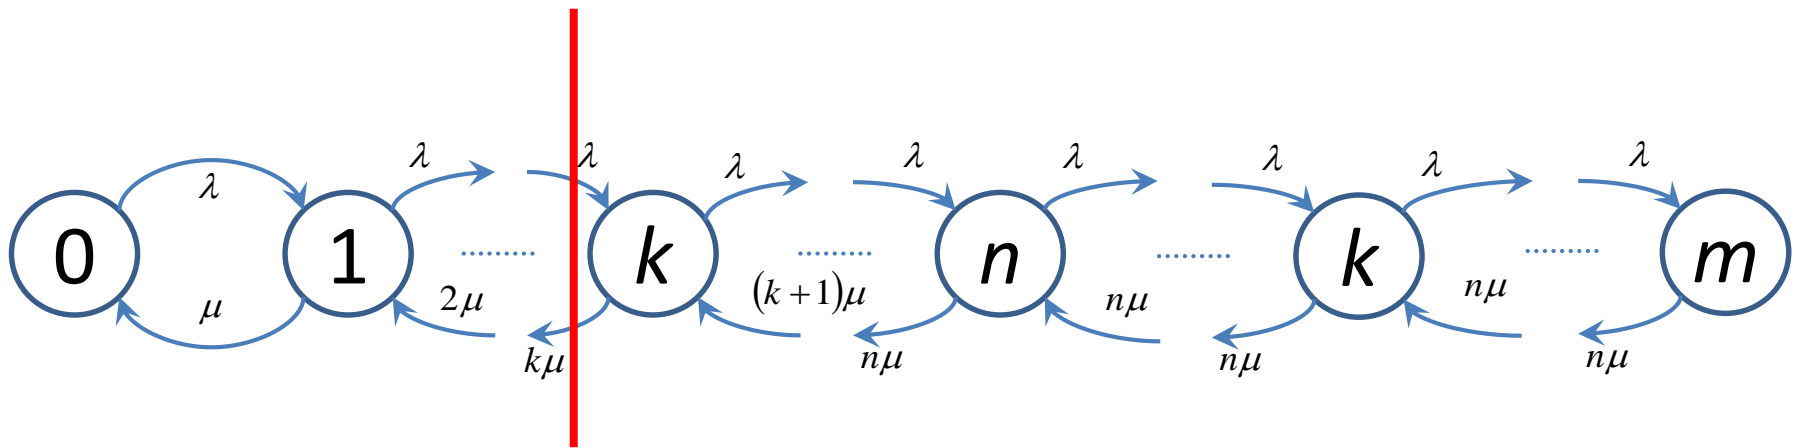 λ λ λ λ λ λ λ
λ
0 1 ......... k ......... n ......... k ......... m
μ 2μ (k+1)μ nμ nμ
kμ nμ nμ nμ